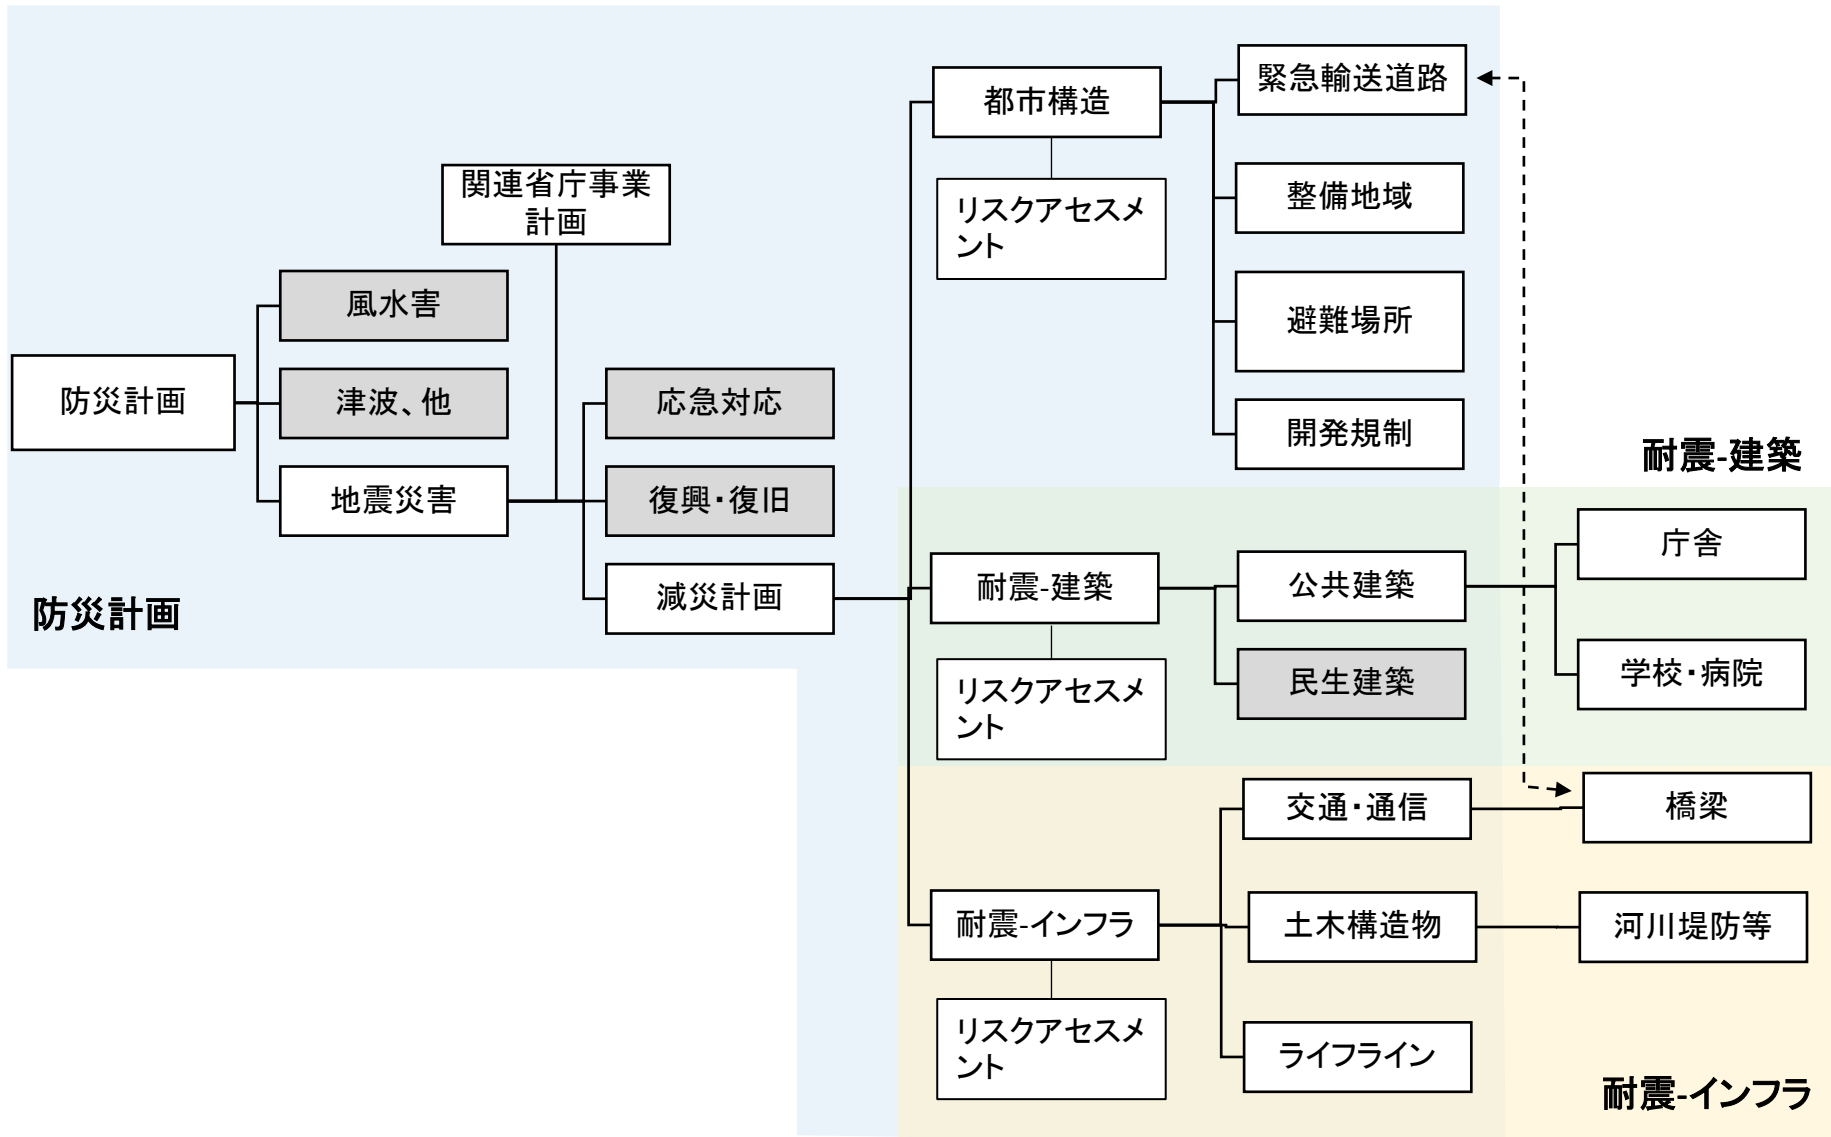 緊急輸送道路
都市構造
関連省庁事業
計画
リスクアセスメ
ント
整備地域
風水害
避難場所
防災計画
津波、他
応急対応
開発規制
耐震-建築
地震災害
復興・復旧
庁舎
減災計画
耐震-建築
公共建築
防災計画
リスクアセスメ
ント
民生建築
学校・病院
交通・通信
橋梁
耐震-インフラ
土木構造物
河川堤防等
リスクアセスメ
ント
ライフライン
耐震-インフラ